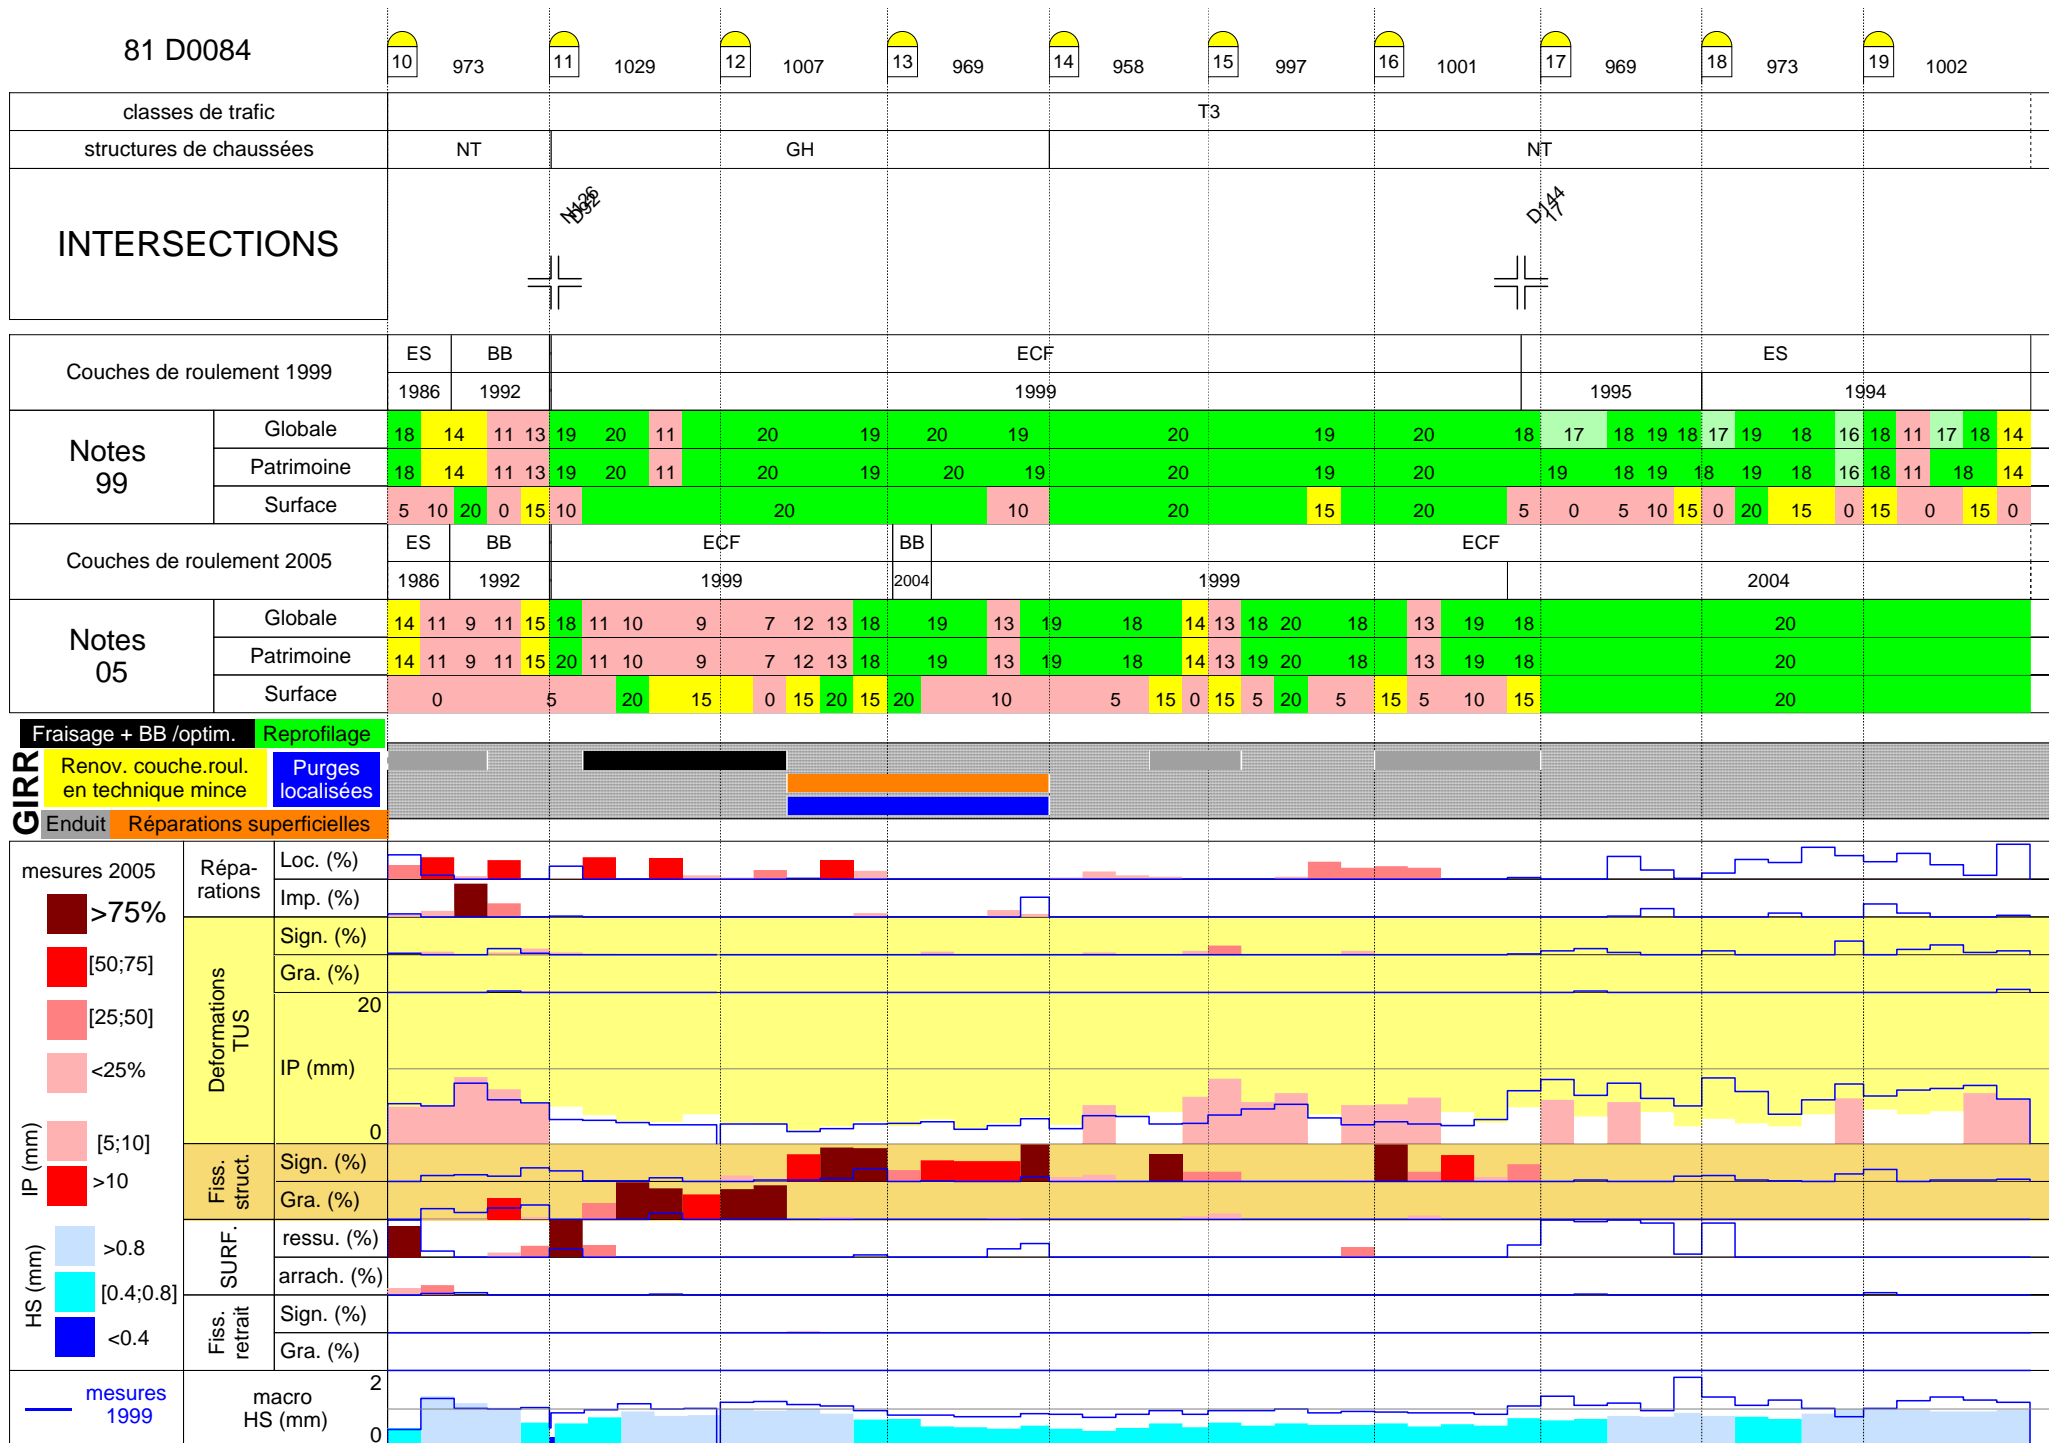 81 D0084
10 973 11 1029 12 1007 13 969 14 958 15 997 16 1001 17 969 18 973 19 1002
classes de trafic T3
structures de chaussées NT GH NT
INTERSECTIONS N126 D92 D144 17
Couches de roulement 1999 ES BB ECF ES
1986 1992 1999 1995 1994
Notes 99
Globale 18 14 11 13 19 20 11 20 19 20 19 20 19 20 18 17 18 19 18 17 19 18 16 18 11 17 18 14
Patrimoine 18 14 11 13 19 20 11 20 19 20 19 20 19 20 19 18 19 18 19 18 16 18 11 18 14
Surface 5 10 20 0 15 10 20 10 20 15 20 5 0 5 10 15 0 20 15 0 15 0 15 0
Couches de roulement 2005 ES BB ECF BB ECF
1986 1992 1999 2004 1999 2004
Notes 05
Globale 14 11 9 11 15 18 11 10 9 7 12 13 18 19 13 19 18 14 13 18 20 18 13 19 18 20
Patrimoine 14 11 9 11 15 20 11 10 9 7 12 13 18 19 13 19 18 14 13 19 20 18 13 19 18 20
Surface 0 5 20 15 0 15 20 15 20 10 5 15 0 15 5 20 5 15 5 10 15 20
GIRR
Fraisage + BB /optim. Reprofilage
Renov. couche.roul.
en technique mince
Purges
localisées
Enduit Réparations superficielles
mesures 2005
>75%
[50;75]
[25;50]
<25%
IP (mm)
[5;10]
>10
HS (mm)
>0.8
[0.4;0.8]
<0.4
mesures
1999
Répa-
rations
Loc. (%)
Imp. (%)
Deformations
TUS
Sign. (%)
Gra. (%)
20
IP (mm)
0
Fiss.
struct.
Sign. (%)
Gra. (%)
SURF.
ressu. (%)
arrach. (%)
Fiss.
retrait
Sign. (%)
Gra. (%)
macro
HS (mm)
2
0